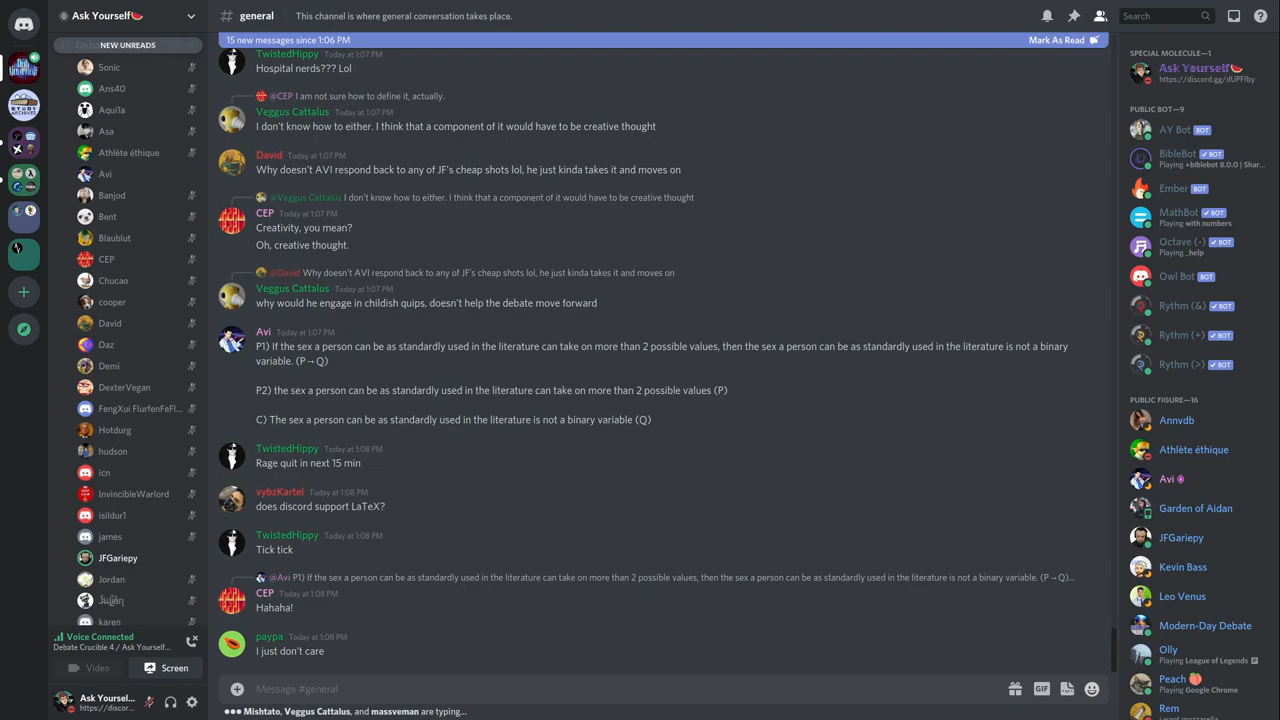 Ask Yourself🍉
NEW UNREADS
5onic
Ans40
Aqui1a
Asa
Athlète éthique
Avi
Banjod
Bent
Blaublut
CEP
Chucao
cooper
David
Daz
Demi
DexterVegan
FengXui FlurfenFeFl...
Hotdurg
hudson
icn
InvincibleWarlord
isildur1
james
JFGariepy
Jordan
karen
Voice Connected
Debate Crucible 4 / Ask Yourself...
Video
Screen
Ask Yoursel...
https://discor...
# general
This channel is where general conversation takes place.
Search
15 new messages since 1:06 PM
Mark As Read
TwistedHippy Today at 1:07 PM
Hospital nerds??? Lol
@CEP I am not sure how to define it, actually.
Veggus Cattalus Today at 1:07 PM
I don't know how to either. I think that a component of it would have to be creative thought
David Today at 1:07 PM
Why doesn't AVI respond back to any of JF's cheap shots lol, he just kinda takes it and moves on
@Veggus Cattalus I don't know how to either. I think that a component of it would have to be creative thought
CEP Today at 1:07 PM
Creativity, you mean?
Oh, creative thought.
@David Why doesn't AVI respond back to any of JF's cheap shots lol, he just kinda takes it and moves on
Veggus Cattalus Today at 1:07 PM
why would he engage in childish quips, doesn't help the debate move forward
Avi Today at 1:07 PM
P1) If the sex a person can be as standardly used in the literature can take on more than 2 possible values, then the sex a person can be as standardly used in the literature is not a binary
variable. (P→Q)
P2) the sex a person can be as standardly used in the literature can take on more than 2 possible values (P)
C) The sex a person can be as standardly used in the literature is not a binary variable (Q)
TwistedHippy Today at 1:08 PM
Rage quit in next 15 min
vybzKartel Today at 1:08 PM
does discord support LaTeX?
TwistedHippy Today at 1:08 PM
Tick tick
@Avi P1) If the sex a person can be as standardly used in the literature can take on more than 2 possible values, then the sex a person can be as standardly used in the literature is not a binary variable. (P→Q)...
CEP Today at 1:08 PM
Hahaha!
paypa Today at 1:08 PM
I just don't care
Message #general
GIF
Mishtato, Veggus Cattalus, and massveman are typing...
SPECIAL MOLECULE—1
Ask Yourself🍉
https://discord.gg/dUPFfby
PUBLIC BOT—9
AY Bot BOT
BibleBot ✓BOT
Playing +biblebot 8.0.0 | Shar...
Ember BOT
MathBot ✓BOT
Playing with numbers
Octave (-) ✓BOT
Playing _help
Owl Bot BOT
Rythm (&) ✓BOT
Rythm (+) ✓BOT
Rythm (>) ✓BOT
PUBLIC FIGURE—16
Annvdb
Athlète éthique
Avi
Garden of Aidan
JFGariepy
Kevin Bass
Leo Venus
Modern-Day Debate
Olly
Playing League of Legends
Peach 🍑
Playing Google Chrome
Rem
I want mozzarella